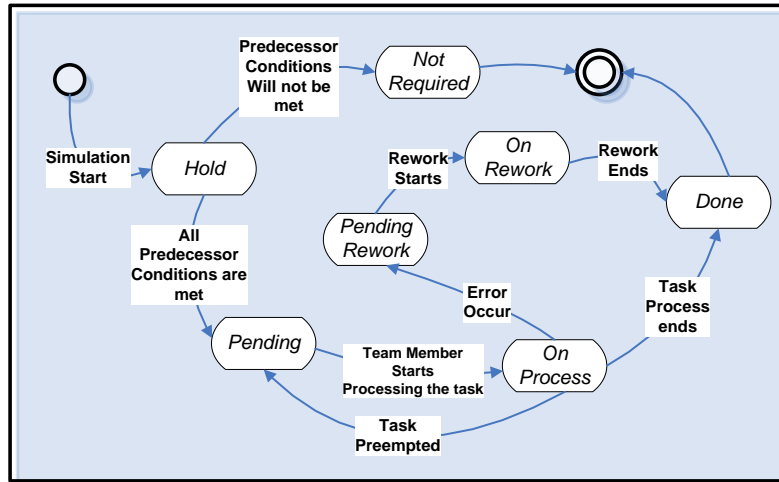 Predecessor
Conditions
Will not be
met
Not
Required
Simulation
Start
Hold
On
Rework
Rework
Starts
Rework
Ends
Done
Pending
Rework
All
Predecessor
Conditions are
met
Error
Occur
Task
Process
ends
Pending
Team Member
Starts
Processing the task
On
Process
Task
Preempted